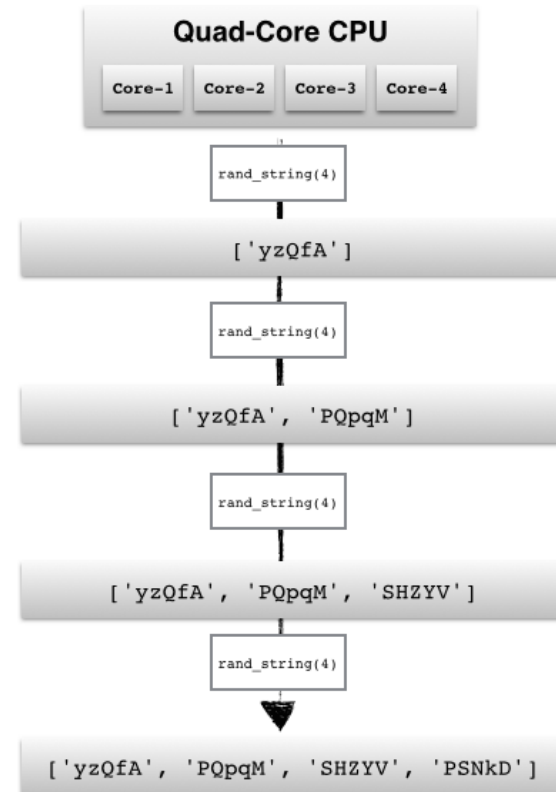 Quad-Core CPU
Core-1 Core-2 Core-3 Core-4
rand_string(4)
['yzQfA']
rand_string(4)
['yzQfA', 'PQpqM']
rand_string(4)
['yzQfA', 'PQpqM', 'SHZYV']
rand_string(4)
['yzQfA', 'PQpqM', 'SHZYV', 'PSNkD']